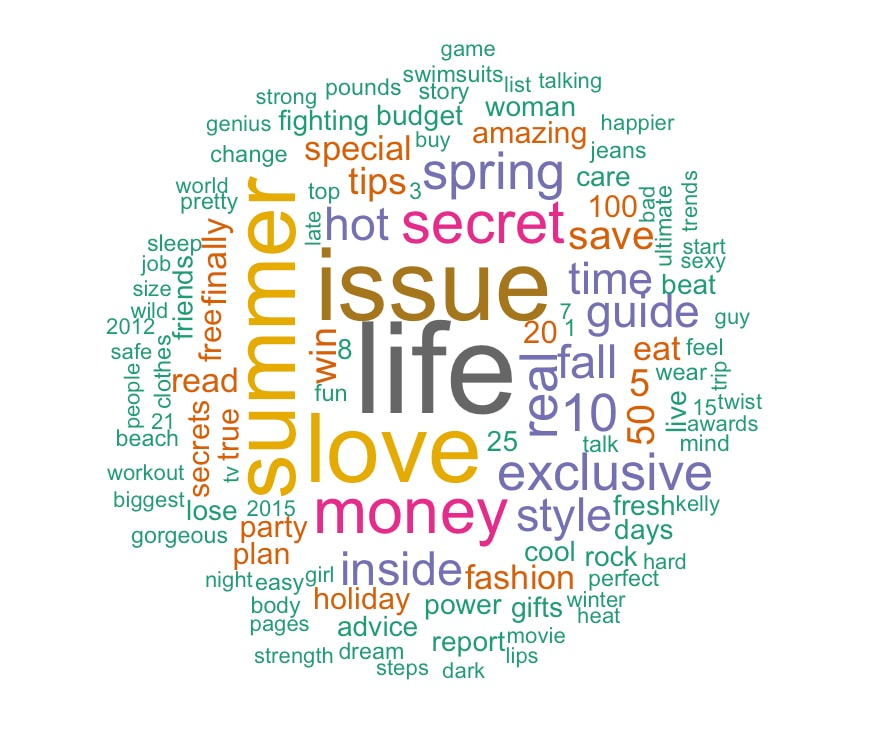 game
swimsuits
list talking
pounds
story
strong
woman
genius fighting budget
happier
buy
amazing
change
special
jeans
world
tips
3
spring
care
top
pretty
100
bad
ultimate
trends
late
hot
secret
save
start
sexy
sleep
finally
summer
issue
time
beat
job
friends
size
guide
wild
free
7
guy
2012
win
8
20
1
life
real
fall
eat
feel
safe
clothes
people
read
fun
5
wear
trip
10
50
live
15
twist
21
secrets
true
love
25
awards
beach
talk
mind
workout
tv
exclusive
biggest
lose
2015
money
style
fresh
kelly
gorgeous
party
days
plan
cool
rock
hard
night
easy
girl
inside
fashion
perfect
body
holiday
power
gifts
winter
heat
pages
advice
report
movie
strength
dream
lips
steps
dark